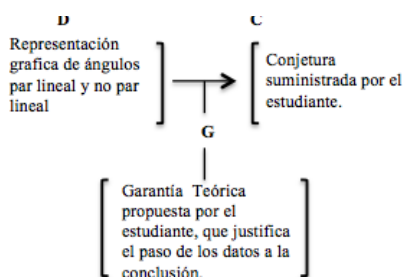 D
C
Representación
grafica de ángulos
par lineal y no par
lineal
Conjetura
suministrada por el
estudiante.
G
Garantía Teórica
propuesta por el
estudiante, que justifica
el paso de los datos a la
conclusión.